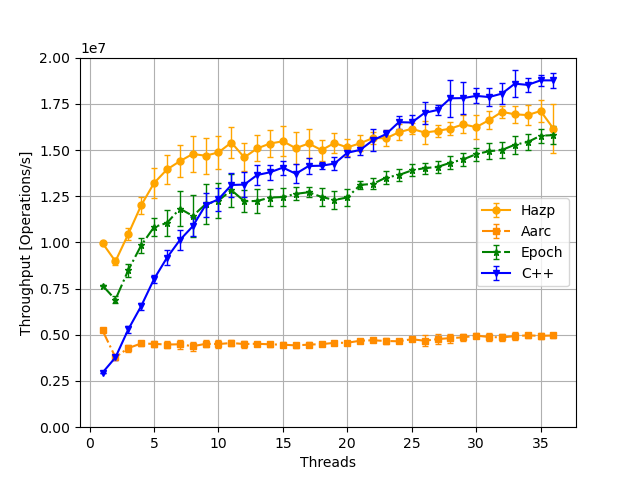 1e7
2.00
1.75
1.50
1.25
1.00
0.75
0.50
0.25
0.00
Throughput [Operations/s]
Hazp
Aarc
Epoch
C++
0 5 10 15 20 25 30 35
Threads